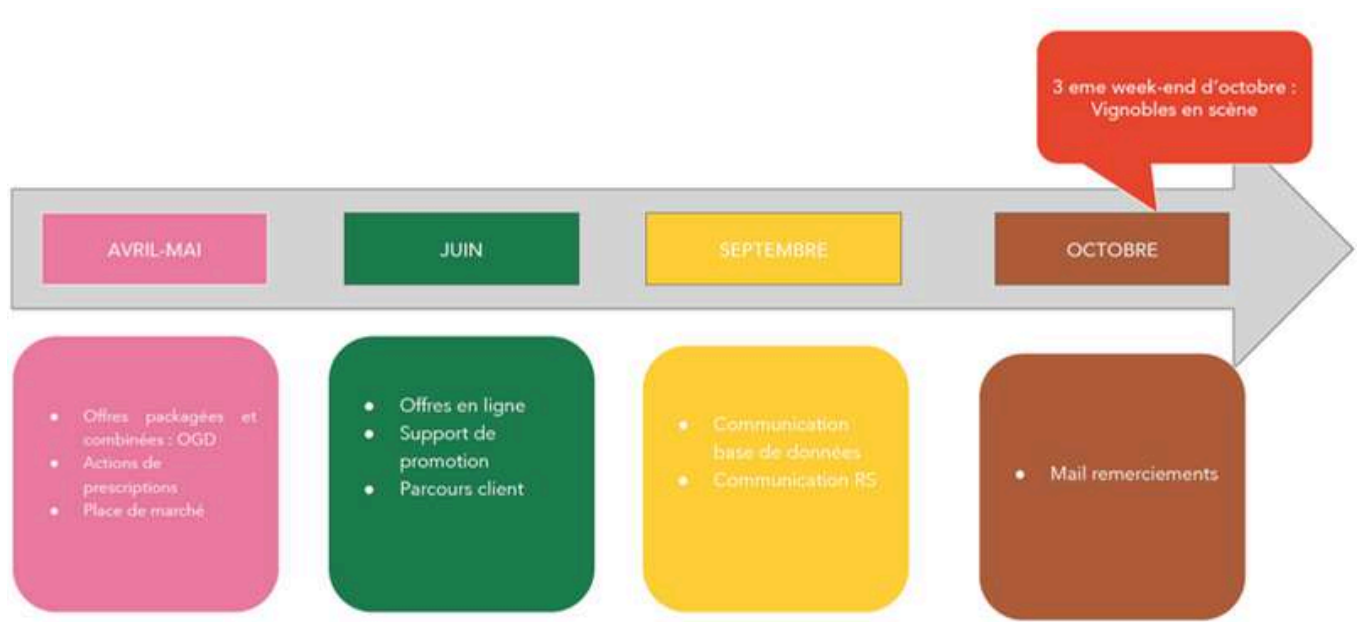 3 eme week-end d'octobre :
Vignobles en scène
AVRIL-MAI
JUIN
SEPTEMBRE
OCTOBRE
● Offres packagées et
combinées : OGD
● Actions de
prescriptions
● Place de marché
● Offres en ligne
● Support de
promotion
● Parcours client
● Communication
base de données
● Communication RS
● Mail remerciements